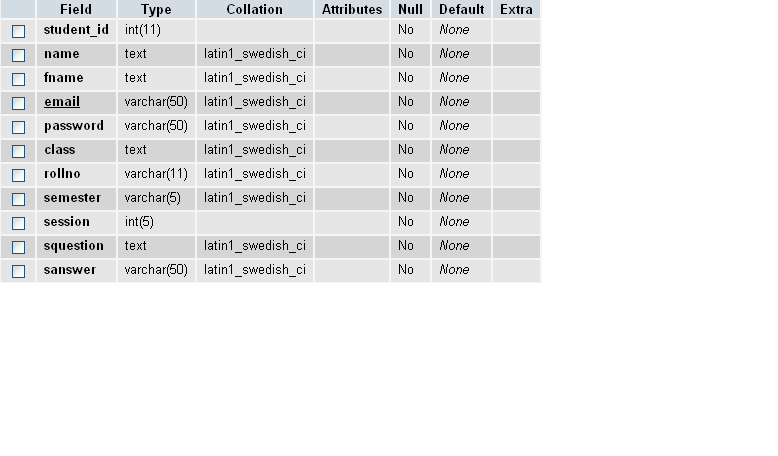 Field Type Collation Attributes Null Default Extra
student_id int(11) No None
name text latin1_swedish_ci No None
fname text latin1_swedish_ci No None
email varchar(50) latin1_swedish_ci No None
password varchar(50) latin1_swedish_ci No None
class text latin1_swedish_ci No None
rollno varchar(11) latin1_swedish_ci No None
semester varchar(5) latin1_swedish_ci No None
session int(5) No None
squestion text latin1_swedish_ci No None
sanswer varchar(50) latin1_swedish_ci No None